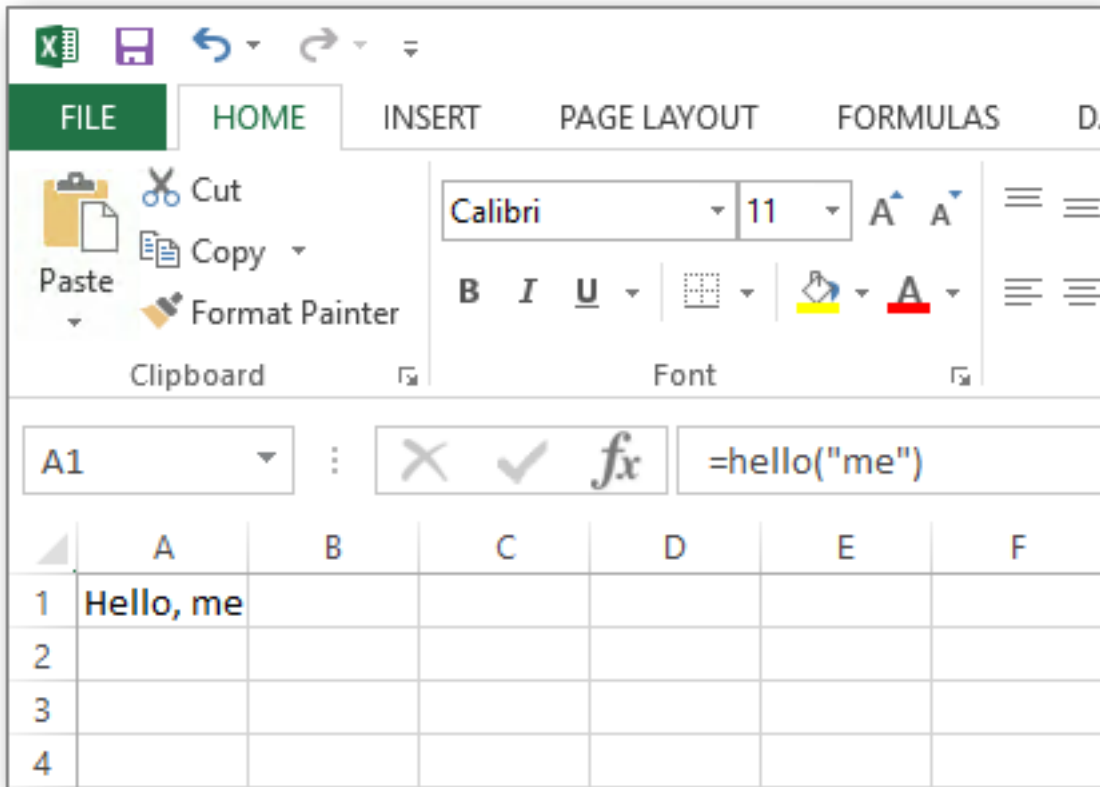 FILE HOME INSERT PAGE LAYOUT FORMULAS
Cut
Calibri 11
Copy
Paste
B I U A
Format Painter
Clipboard Font
A1 fx =hello("me")
A B C D E F
1 Hello, me
2
3
4